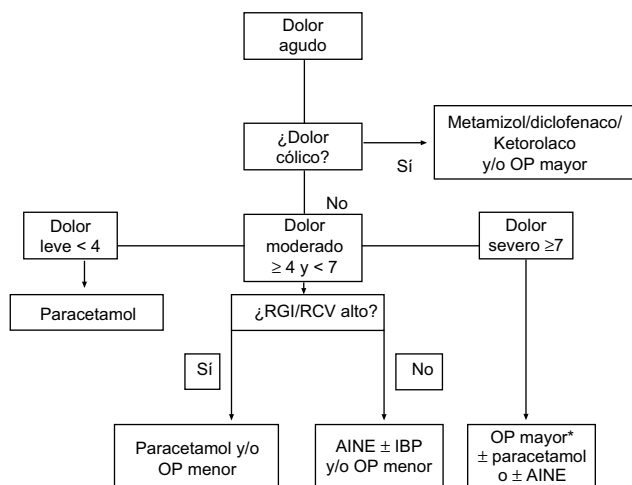 Dolor
agudo
¿Dolor
cólico?
Sí
Metamizol/diclofenaco/
Ketorolaco
y/o OP mayor
No
Dolor
leve < 4
Dolor
moderado
≥ 4 y < 7
Dolor
severo ≥7
Paracetamol
¿RGI/RCV alto?
Sí
No
Paracetamol y/o
OP menor
AINE ± IBP
y/o OP menor
OP mayor*
± paracetamol
o ± AINE